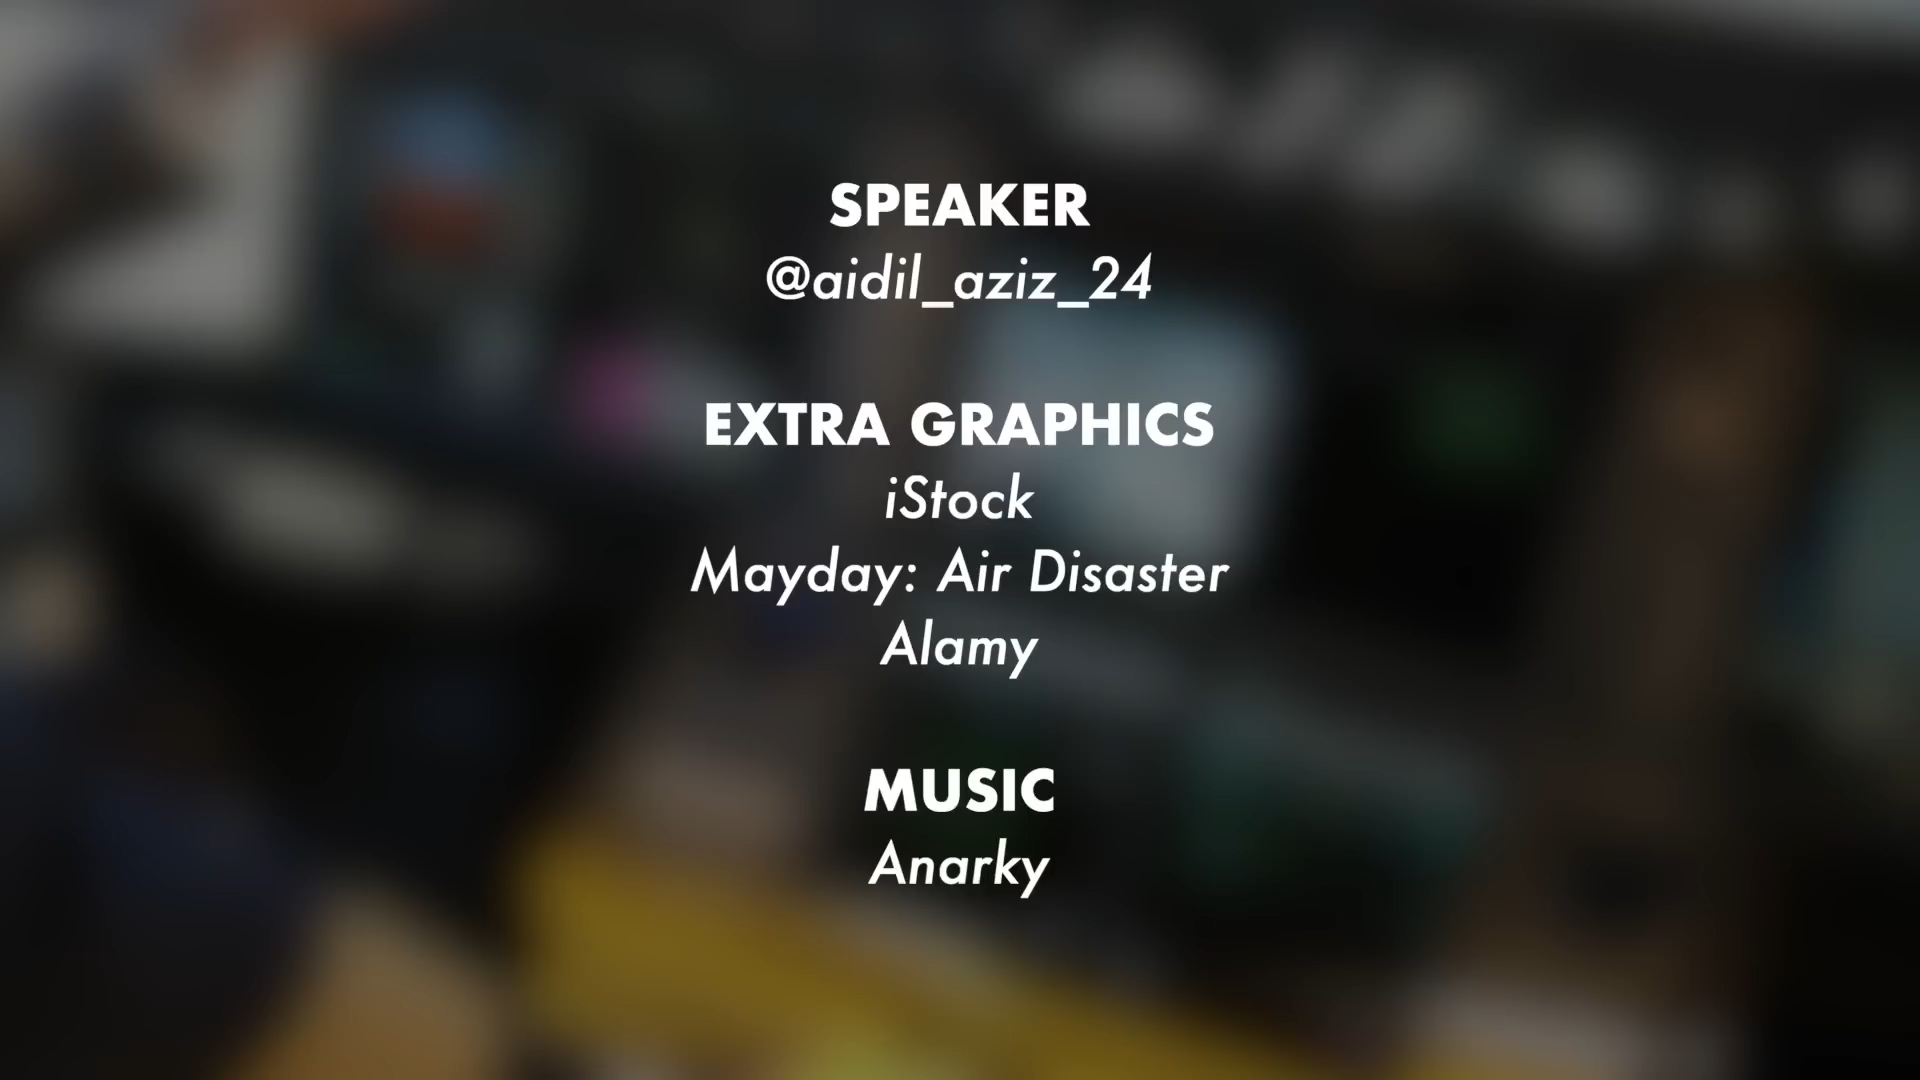 SPEAKER
@aidil_aziz_24
EXTRA GRAPHICS
iStock
Mayday: Air Disaster
Alamy
MUSIC
Anarky